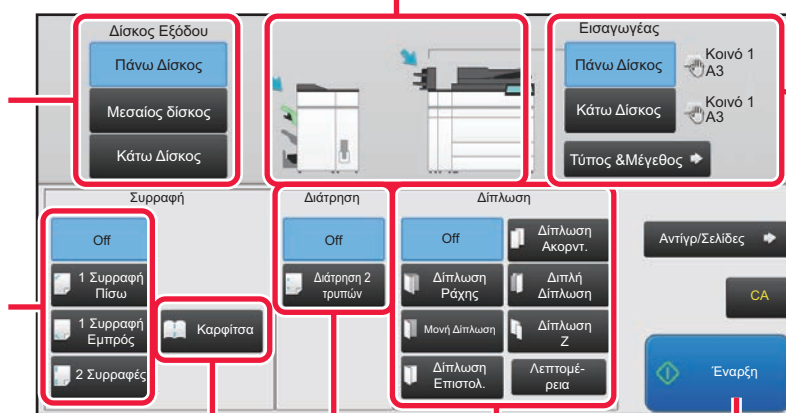 Δίσκος Εξόδου
Πάνω Δίσκος
Μεσαίος δίσκος
Κάτω Δίσκος
Εισαγωγέας
Πάνω Δίσκος
Κοινό 1
A3
Κάτω Δίσκος
Κοινό 1
A3
Τύπος &Μέγεθος
Συρραφή
Off
1 Συρραφή
Πίσω
1 Συρραφή
Εμπρός
2 Συρραφές
Καρφίτσα
Διάτρηση
Off
Διάτρηση 2
τρυπών
Δίπλωση
Off
Δίπλωση
Ακορντ.
Δίπλωση
Ράχης
Διπλή
Δίπλωση
Μονή Δίπλωση
Δίπλωση
Z
Δίπλωση
Επιστολ.
Λεπτομέ-
ρεια
Αντίγρ/Σελίδες
CA
Έναρξη